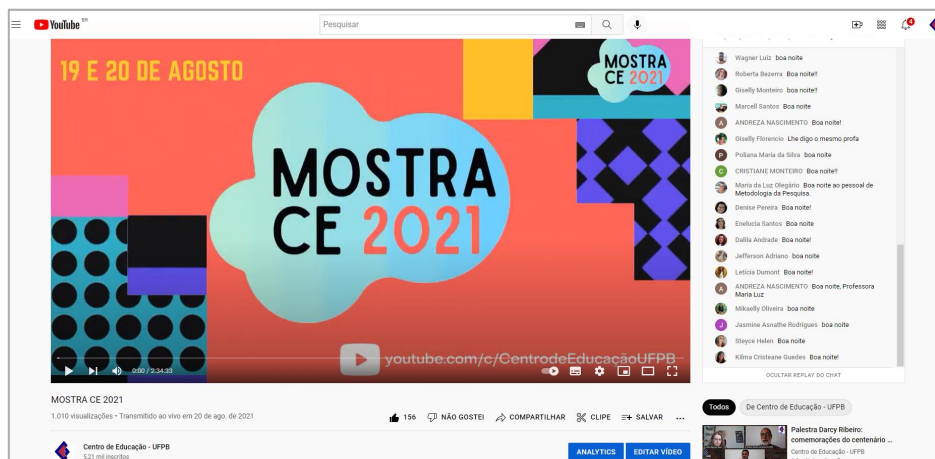 YouTube BR
Pesquisar
4
19 E 20 DE AGOSTO
MOSTRA
CE 2021
MOSTRA
CE 2021
youtube.com/c/CentrodeEducaçãoUFPB
0:00 / 2:34:33
Wagner Luiz boa noite
Roberta Bezerra Boa noite!!
Giselly Monteiro boa noite!!
Marcell Santos Boa noite
A ANDREZA NASCIMENTO Boa noite!
Giselly Florencio Lhe digo o mesmo profa
P Poliana Maria da Silva boa noite
C CRISTIANE MONTEIRO Boa noite!!
Maria da Luz Olegário Boa noite ao pessoal de
Metodologia da Pesquisa.
Denise Pereira Boa noite!
Enelucia Santos Boa noite
Dalila Andrade Boa noite!
Jefferson Adriano boa noite
Letícia Dumont Boa noite!
A ANDREZA NASCIMENTO Boa noite, Professora
Maria Luz
Mikaelly Oliveira boa noite
J Jasmine Asnathe Rodrigues boa noite
Steyce Helen Boa noite
Kilma Cristeane Guedes Boa noite!
OCULTAR REPLAY DO CHAT
MOSTRA CE 2021
1.010 visualizações • Transmitido ao vivo em 20 de ago. de 2021
156 NÃO GOSTEI COMPARTILHAR CLIPE SALVAR ...
Centro de Educação - UFPB
5,21 mil inscritos
ANALYTICS EDITAR VÍDEO
Todos De Centro de Educação - UFPB
Palestra Darcy Ribeiro:
comemorações do centenário ...
Centro de Educação - UFPB